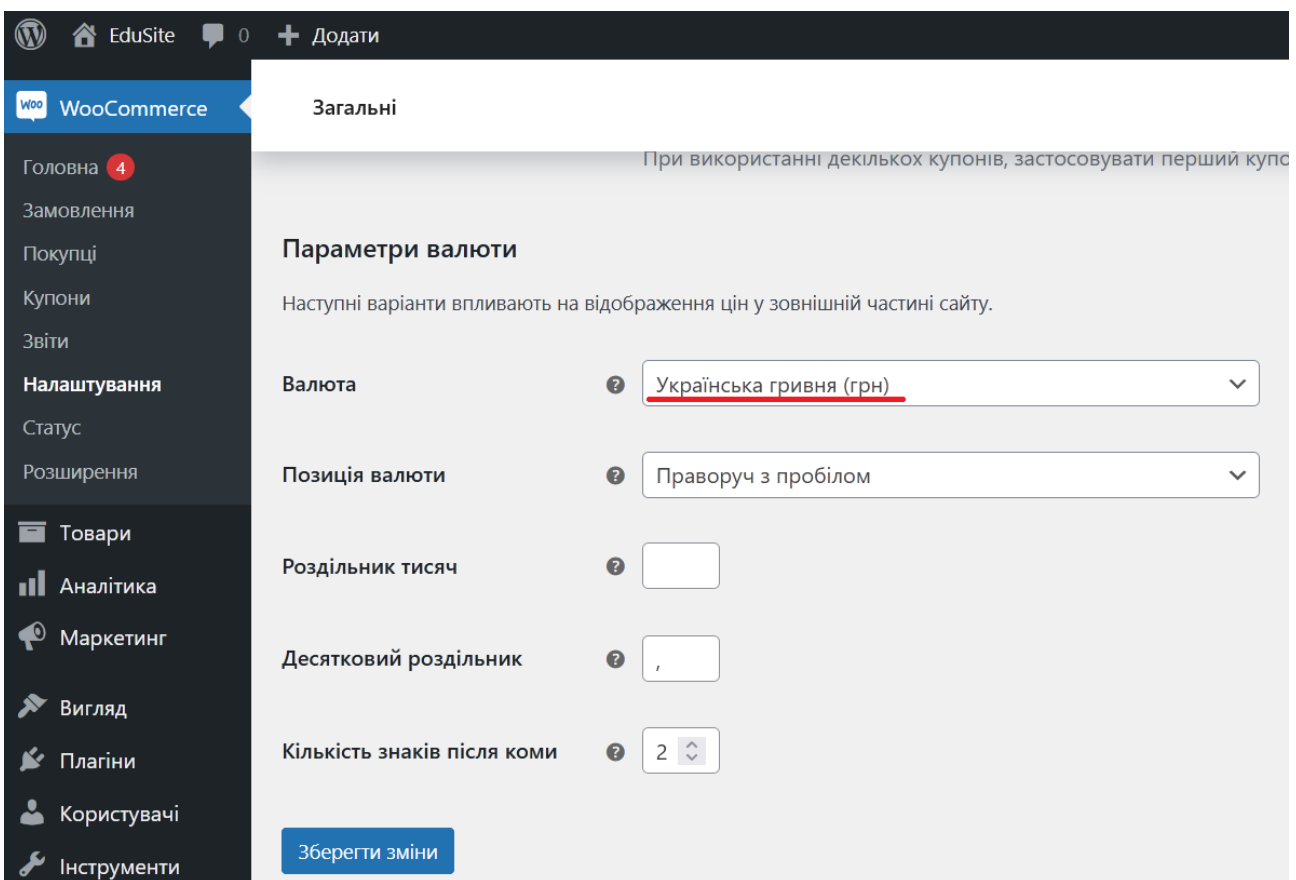 EduSite 0 Додати
Woo WooCommerce
Загальні
Головна 4
Замовлення
Покупці
Купони
Звіти
Налаштування
Статус
Розширення
Товари
Аналітика
Маркетинг
Вигляд
Плагіни
Користувачі
Інструменти
При використанні декількох купонів, застосовувати перший купо
Параметри валюти
Наступні варіанти впливають на відображення цін у зовнішній частині сайту.
Валюта ? Українська гривня (грн)
Позиція валюти ? Праворуч з пробілом
Роздільник тисяч ?
Десятковий роздільник ? ,
Кількість знаків після коми ? 2
Зберегти зміни